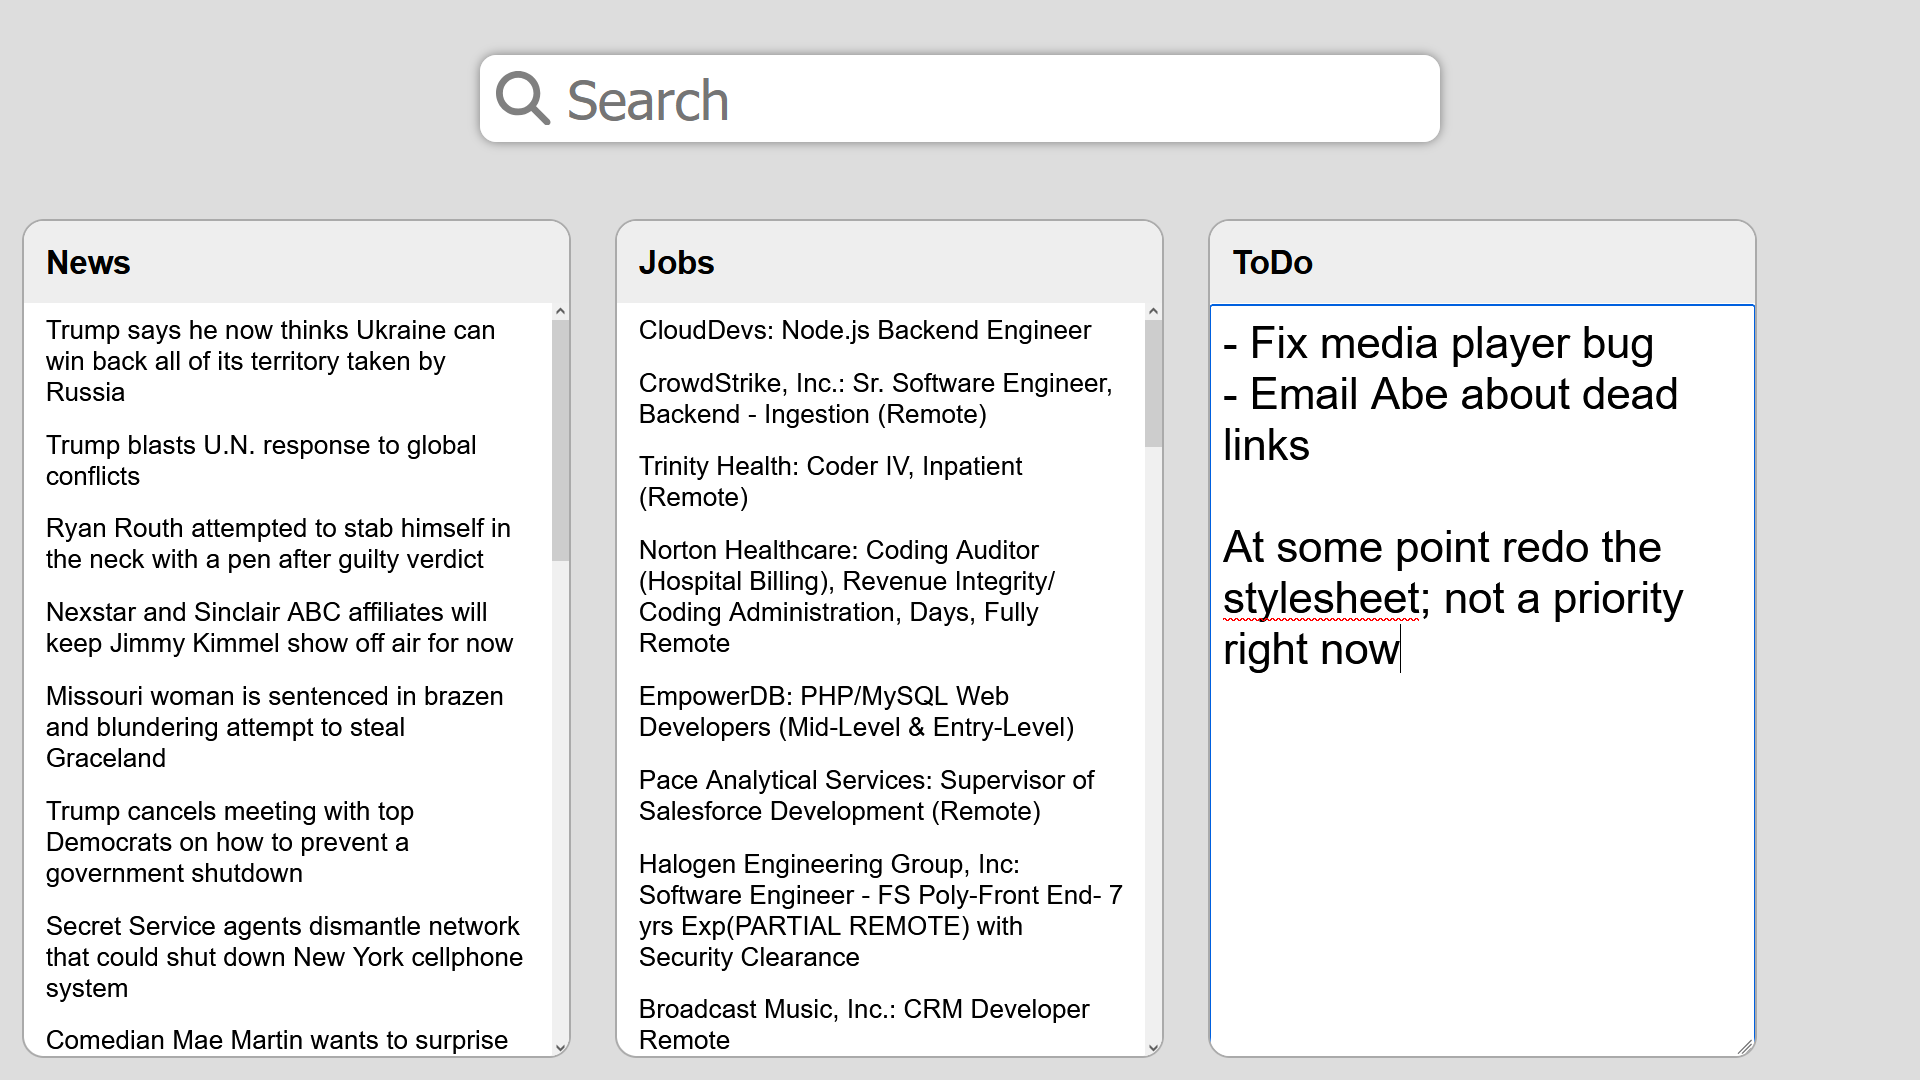 Search
News
Trump says he now thinks Ukraine can
win back all of its territory taken by
Russia
Trump blasts U.N. response to global
conflicts
Ryan Routh attempted to stab himself in
the neck with a pen after guilty verdict
Nexstar and Sinclair ABC affiliates will
keep Jimmy Kimmel show off air for now
Missouri woman is sentenced in brazen
and blundering attempt to steal
Graceland
Trump cancels meeting with top
Democrats on how to prevent a
government shutdown
Secret Service agents dismantle network
that could shut down New York cellphone
system
Comedian Mae Martin wants to surprise
Jobs
CloudDevs: Node.js Backend Engineer
CrowdStrike, Inc.: Sr. Software Engineer,
Backend - Ingestion (Remote)
Trinity Health: Coder IV, Inpatient
(Remote)
Norton Healthcare: Coding Auditor
(Hospital Billing), Revenue Integrity/
Coding Administration, Days, Fully
Remote
EmpowerDB: PHP/MySQL Web
Developers (Mid-Level & Entry-Level)
Pace Analytical Services: Supervisor of
Salesforce Development (Remote)
Halogen Engineering Group, Inc:
Software Engineer - FS Poly-Front End- 7
yrs Exp(PARTIAL REMOTE) with
Security Clearance
Broadcast Music, Inc.: CRM Developer
Remote
ToDo
- Fix media player bug
- Email Abe about dead
links
At some point redo the
stylesheet; not a priority
right now